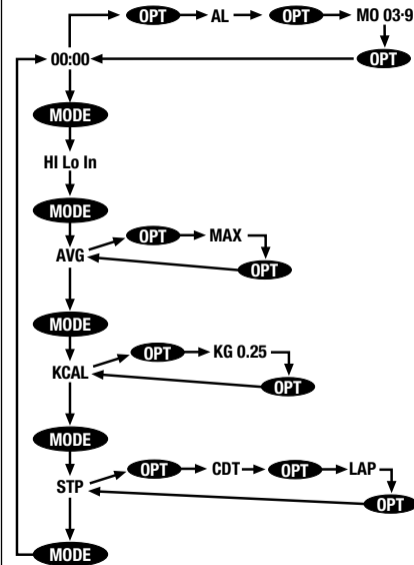 OPT AL OPT MO 03·9
00:00 OPT
MODE
HI Lo In
MODE
OPT MAX
AVG
OPT
MODE
OPT KG 0.25
KCAL
OPT
MODE
OPT CDT OPT LAP
STP
OPT
MODE